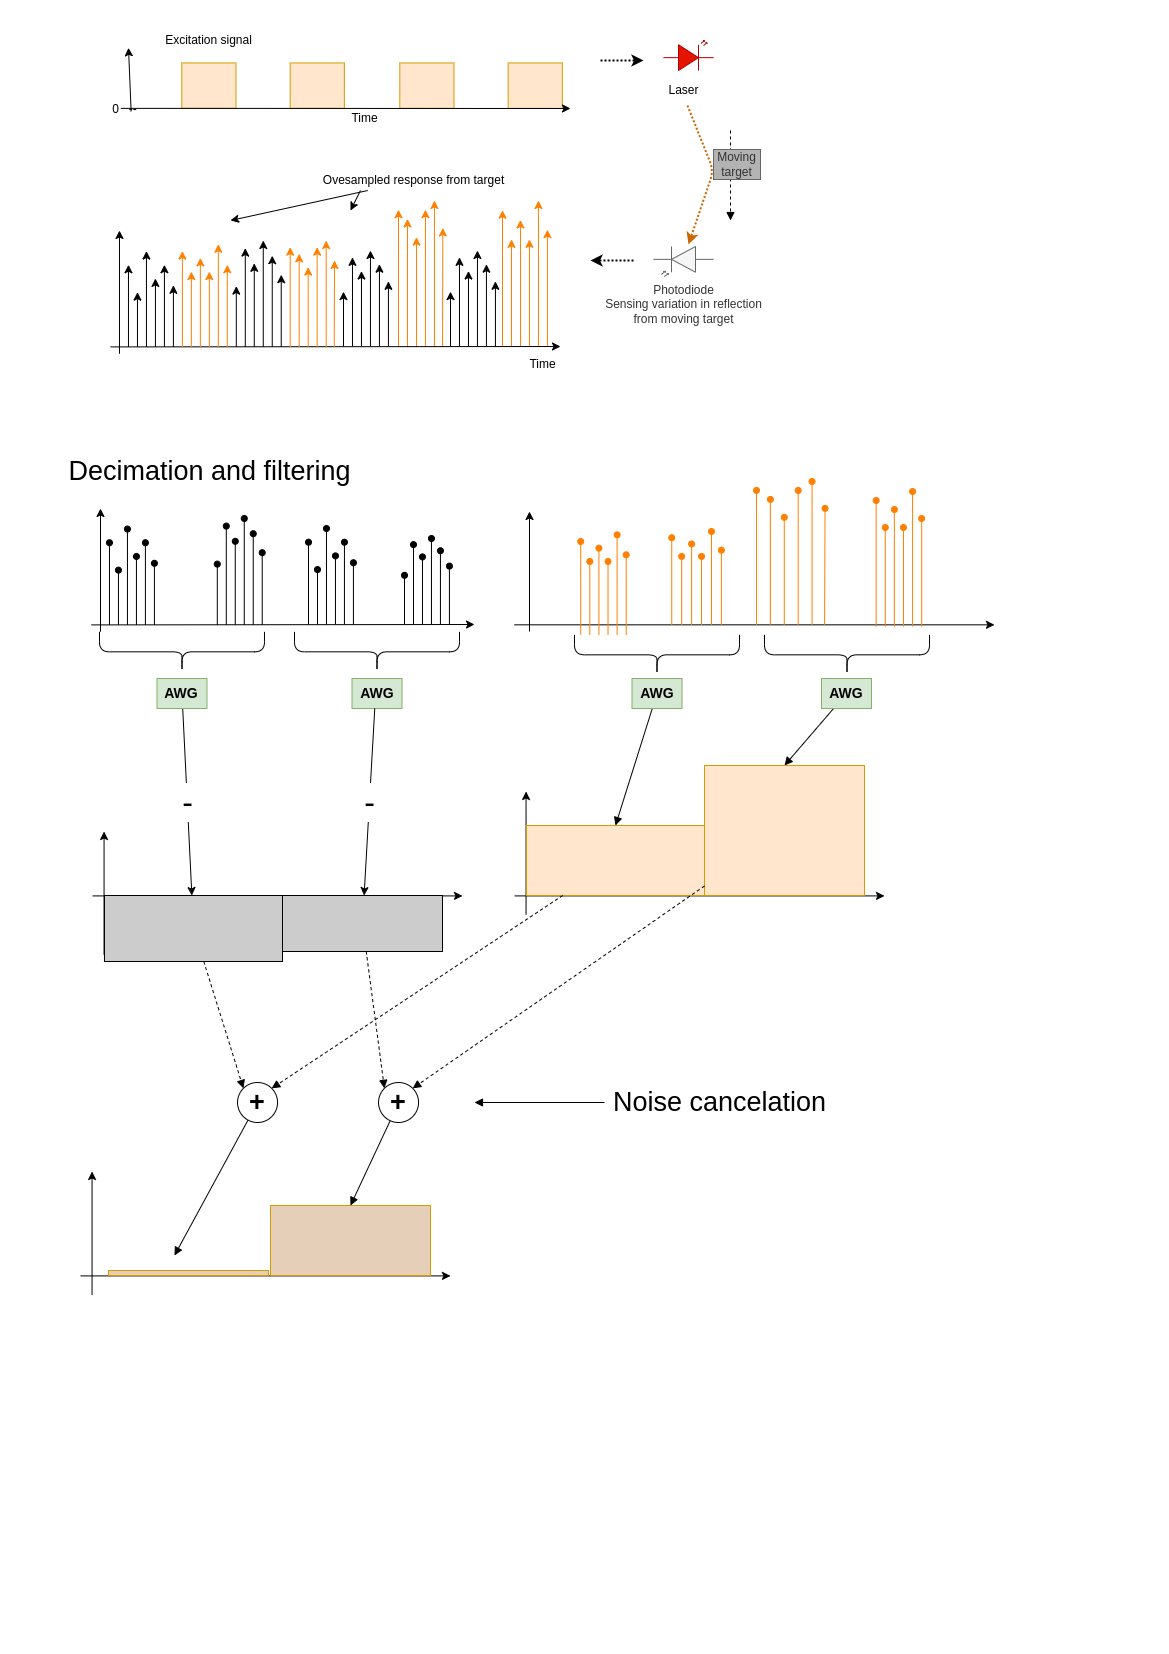 Excitation signal
0
Time
Laser
Moving
target
Ovesampled response from target
Photodiode
Sensing variation in reflection
from moving target
Time
Decimation and filtering
AWG
AWG
AWG
AWG
-
-
+
+
Noise cancelation